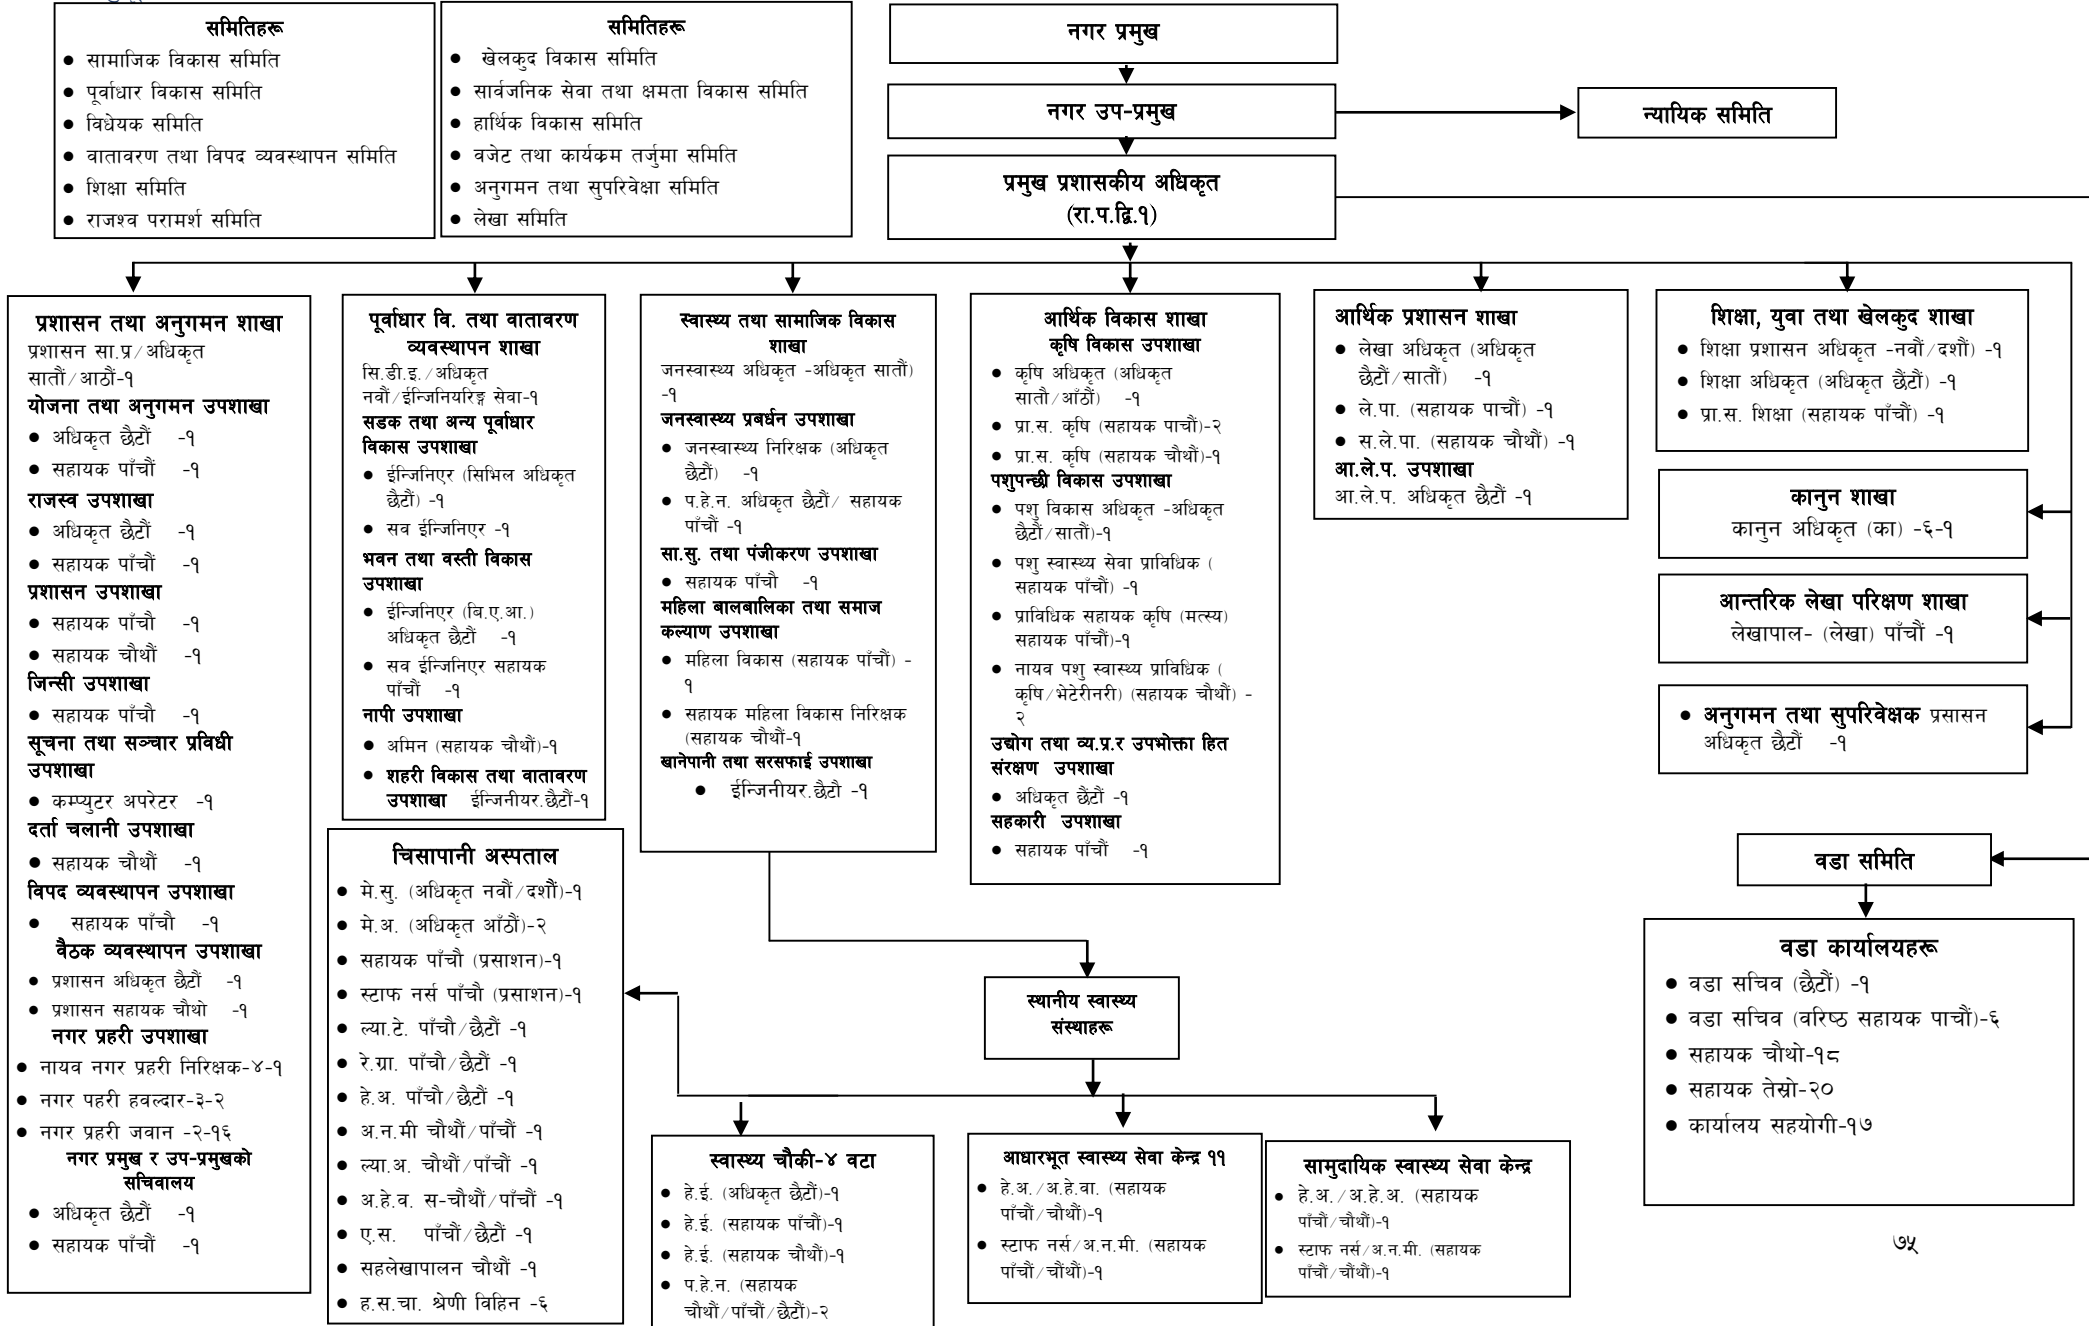 समितिहरू
● सामाजिक विकास समिति
● पूर्वाधार विकास समिति
● विधेयक समिति
● वातावरण तथा विपद व्यवस्थापन समिति
● शिक्षा समिति
● राजश्व परामर्श समिति
समितिहरू
● खेलकुद विकास समिति
● सार्वजनिक सेवा तथा क्षमता विकास समिति
● हार्थिक विकास समिति
● वजेट तथा कार्यक्रम तर्जुमा समिति
● अनुगमन तथा सुपरिवेक्षा समिति
● लेखा समिति
नगर प्रमुख
नगर उप-प्रमुख
न्यायिक समिति
प्रमुख प्रशासकीय अधिकृत
(रा.प.द्वि.१)
प्रशासन तथा अनुगमन शाखा
प्रशासन सा.प्र/अधिकृत
सातौं/आठौं-१
योजना तथा अनुगमन उपशाखा
● अधिकृत छैटौं -१
● सहायक पाँचौं -१
राजस्व उपशाखा
● अधिकृत छैटौं -१
● सहायक पाँचौं -१
प्रशासन उपशाखा
● सहायक पाँचौ -१
● सहायक चौथौं -१
जिन्सी उपशाखा
● सहायक पाँचौ -१
सूचना तथा सञ्चार प्रविधी
उपशाखा
● कम्प्युटर अपरेटर -१
दर्ता चलानी उपशाखा
● सहायक चौथौं -१
विपद व्यवस्थापन उपशाखा
● सहायक पाँचौ -१
वैठक व्यवस्थापन उपशाखा
● प्रशासन अधिकृत छैटौं -१
● प्रशासन सहायक चौथो -१
नगर प्रहरी उपशाखा
● नायव नगर प्रहरी निरिक्षक-४-१
● नगर पहरी हवल्दार-३-२
● नगर प्रहरी जवान -२-१६
नगर प्रमुख र उप-प्रमुखको
सचिवालय
● अधिकृत छैटौं -१
● सहायक पाँचौं -१
पूर्वाधार वि. तथा वातावरण
व्यवस्थापन शाखा
सि.डी.इ./अधिकृत
नवौं/ईन्जिनियरिङ्ग सेवा-१
सडक तथा अन्य पूर्वाधार
विकास उपशाखा
● ईन्जिनिएर (सिभिल अधिकृत
छैटौं) -१
● सव ईन्जिनिएर -१
भवन तथा वस्ती विकास
उपशाखा
● ईन्जिनिएर (बि.ए.आ.)
अधिकृत छैटौं -१
● सव ईन्जिनिएर सहायक
पाँचौं -१
नापी उपशाखा
● अमिन (सहायक चौथौं)-१
● शहरी विकास तथा वातावरण
उपशाखा ईन्जिनीयर.छैटौं-१
स्वास्थ्य तथा सामाजिक विकास
शाखा
जनस्वास्थ्य अधिकृत -अधिकृत सातौं)
-१
जनस्वास्थ्य प्रबर्धन उपशाखा
● जनस्वास्थ्य निरिक्षक (अधिकृत
छैटौं) -१
● प.हे.न. अधिकृत छैटौं/ सहायक
पाँचौं -१
सा.सु. तथा पंजीकरण उपशाखा
● सहायक पाँचौ -१
महिला बालबालिका तथा समाज
कल्याण उपशाखा
● महिला विकास (सहायक पाँचौं) -
१
● सहायक महिला विकास निरिक्षक
(सहायक चौथौं-१
खानेपानी तथा सरसफाई उपशाखा
● ईन्जिनीयर.छैटौ -१
आर्थिक विकास शाखा
कृषि विकास उपशाखा
● कृषि अधिकृत (अधिकृत
सातौ/आँठौं) -१
● प्रा.स. कृषि (सहायक पाचौं)-२
● प्रा.स. कृषि (सहायक चौथौं)-१
पशुपन्छी विकास उपशाखा
● पशु विकास अधिकृत -अधिकृत
छैटौं/सातौं)-१
● पशु स्वास्थ्य सेवा प्राविधिक (
सहायक पाँचौं) -१
● प्राविधिक सहायक कृषि (मत्स्य)
सहायक पाँचौं)-१
● नायव पशु स्वास्थ्य प्राविधिक (
कृषि/भेटेरीनरी) (सहायक चौथौं) -
२
उद्योग तथा व्य.प्र.र उपभोक्ता हित
संरक्षण उपशाखा
● अधिकृत छैटौं -१
सहकारी उपशाखा
● सहायक पाँचौं -१
आर्थिक प्रशासन शाखा
● लेखा अधिकृत (अधिकृत
छैटौं/सातौं) -१
● ले.पा. (सहायक पाचौं) -१
● स.ले.पा. (सहायक चौथौं) -१
आ.ले.प. उपशाखा
आ.ले.प. अधिकृत छैटौं -१
शिक्षा, युवा तथा खेलकुद शाखा
● शिक्षा प्रशासन अधिकृत -नवौं/दशौं) -१
● शिक्षा अधिकृत (अधिकृत छैटौं) -१
● प्रा.स. शिक्षा (सहायक पाँचौं) -१
कानुन शाखा
कानुन अधिकृत (का) -६-१
आन्तरिक लेखा परिक्षण शाखा
लेखापाल- (लेखा) पाँचौं -१
● अनुगमन तथा सुपरिवेक्षक प्रसासन
अधिकृत छैटौं -१
वडा समिति
वडा कार्यालयहरू
● वडा सचिव (छैटौं) -१
● वडा सचिव (वरिष्ठ सहायक पाचौं)-६
● सहायक चौथो-१८
● सहायक तेस्रो-२०
● कार्यालय सहयोगी-१७
चिसापानी अस्पताल
● मे.सु. (अधिकृत नवौं/दशौं)-१
● मे.अ. (अधिकृत आँठौं)-२
● सहायक पाँचौ (प्रसाशन)-१
● स्टाफ नर्स पाँचौ (प्रसाशन)-१
● ल्या.टे. पाँचौ/छैटौं -१
● रे.ग्रा. पाँचौ/छैटौं -१
● हे.अ. पाँचौ/छैटौं -१
● अ.न.मी चौथौं/पाँचौं -१
● ल्या.अ. चौथौं/पाँचौं -१
● अ.हे.व. स-चौथौं/पाँचौं -१
● ए.स. पाँचौं/छैटौं -१
● सहलेखापालन चौथौं -१
● ह.स.चा. श्रेणी विहिन -६
स्थानीय स्वास्थ्य
संस्थाहरू
स्वास्थ्य चौकी-४ वटा
● हे.ई. (अधिकृत छैटौं)-१
● हे.ई. (सहायक पाँचौं)-१
● हे.ई. (सहायक चौथौं)-१
● प.हे.न. (सहायक
चौथौं/पाँचौं/छैटौं)-२
आधारभूत स्वास्थ्य सेवा केन्द्र ११
● हे.अ./अ.हे.वा. (सहायक
पाँचौं/चौथौं)-१
● स्टाफ नर्स/अ.न.मी. (सहायक
पाँचौं/चौंथौं)-१
सामुदायिक स्वास्थ्य सेवा केन्द्र
● हे.अ./अ.हे.अ. (सहायक
पाँचौं/चौथौं)-१
● स्टाफ नर्स/अ.न.मी. (सहायक
पाँचौं/चौंथौं)-१
७५